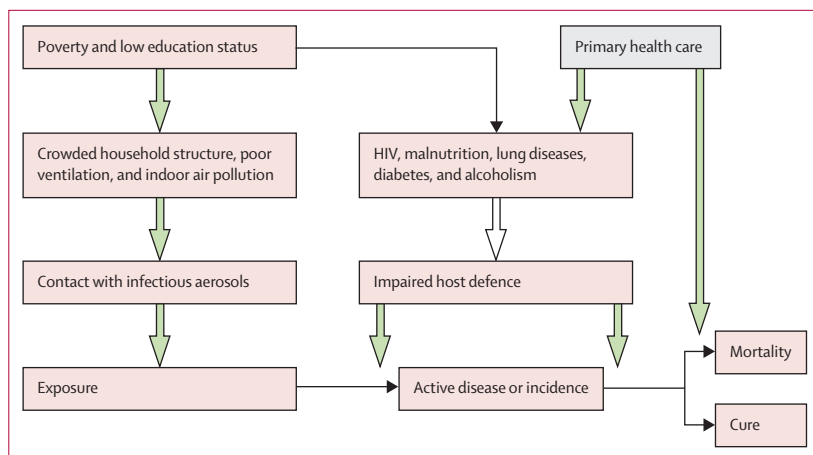 Poverty and low education status
Primary health care
Crowded household structure, poor
ventilation, and indoor air pollution
HIV, malnutrition, lung diseases,
diabetes, and alcoholism
Contact with infectious aerosols
Impaired host defence
Mortality
Exposure
Active disease or incidence
Cure